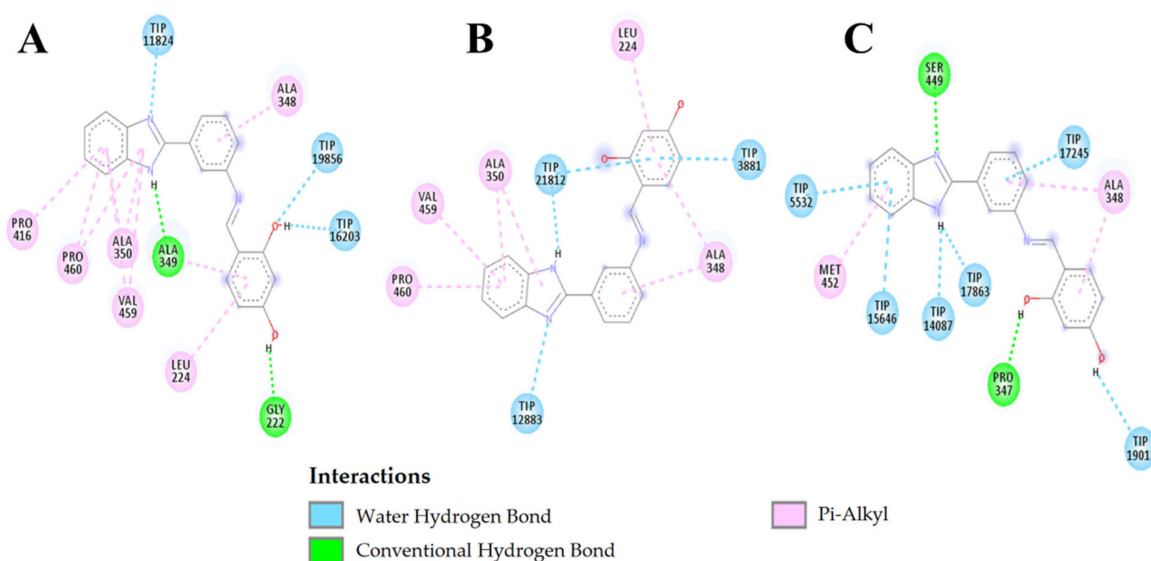 A
TIP
11824
N
N
H
ALA
348
TIP
19856
N
O
H
TIP
16203
PRO
416
PRO
460
ALA
350
ALA
349
VAL
459
LEU
224
O
H
GLY
222
B
LEU
224
O
O
TIP
21812
TIP
3881
ALA
350
VAL
459
PRO
460
H
N
N
N
ALA
348
TIP
12883
C
SER
449
TIP
17245
TIP
5532
N
N
H
ALA
348
MET
452
N
TIP
15646
TIP
14087
TIP
17863
O
H
PRO
347
O
H
TIP
1901
Interactions
Water Hydrogen Bond
Conventional Hydrogen Bond
Pi-Alkyl